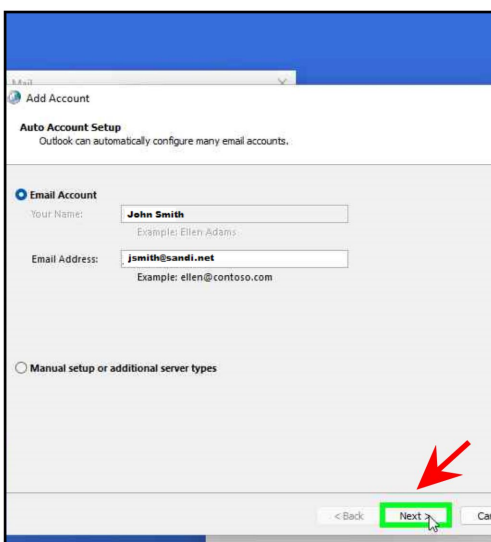 Mail
Add Account
Auto Account Setup
Outlook can automatically configure many email accounts.
Email Account
Your Name: John Smith
Example: Ellen Adams
Email Address: jsmith@sandi.net
Example: ellen@contoso.com
Manual setup or additional server types
< Back Next > Ca